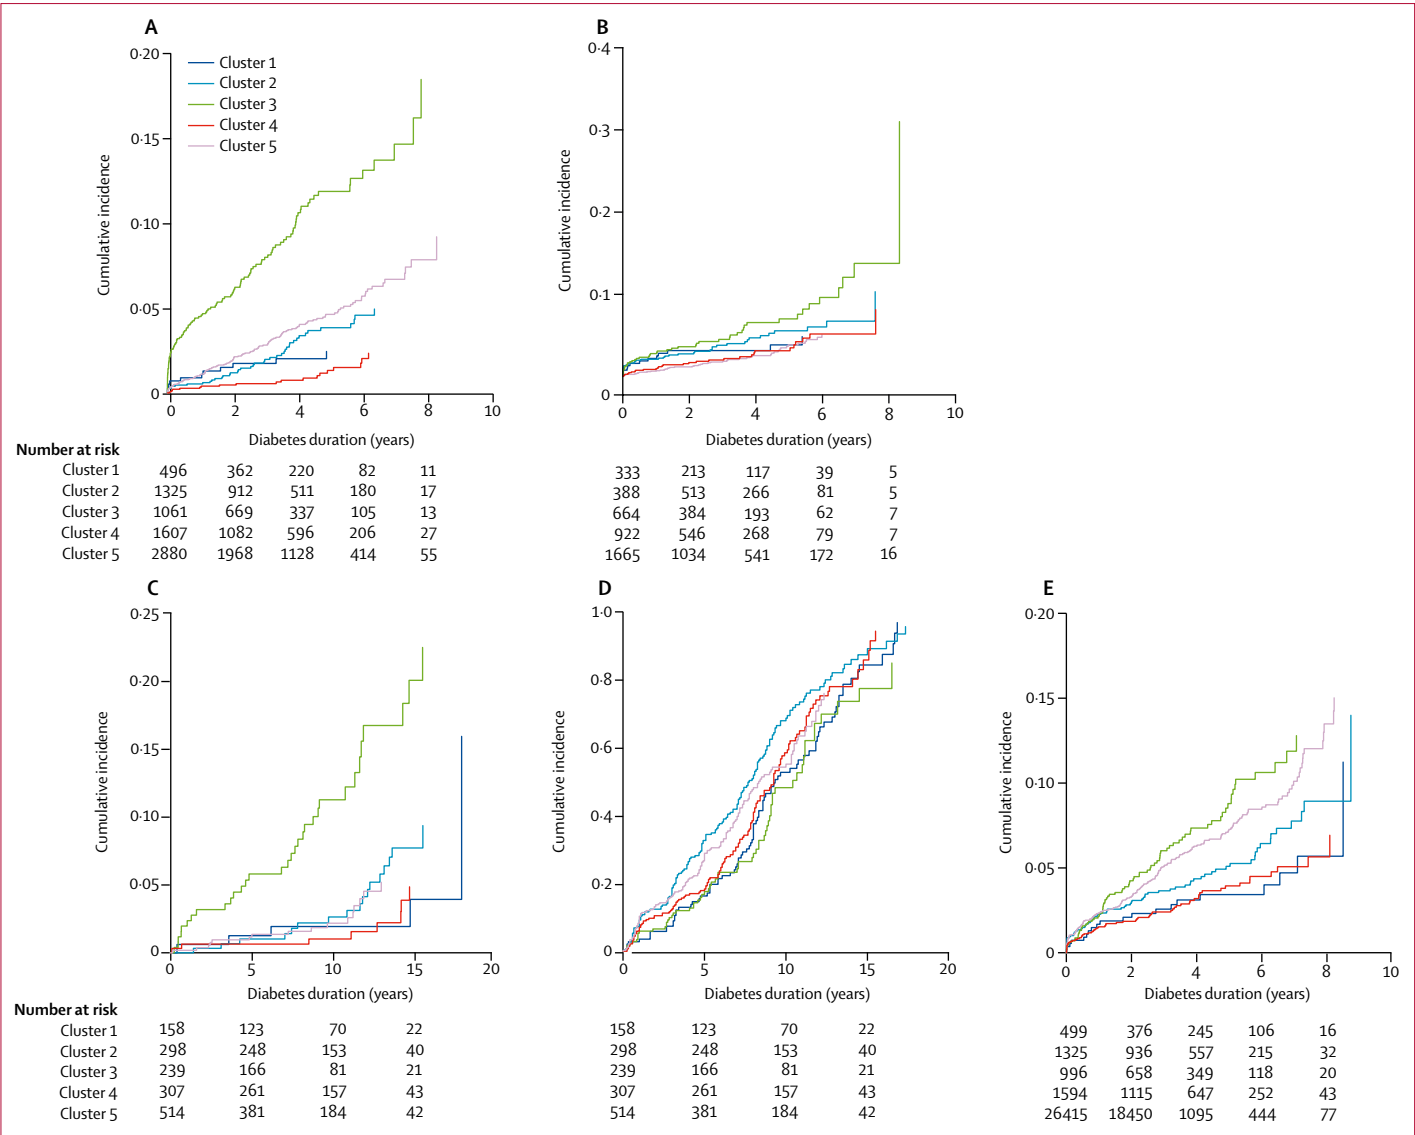 A
0·20
0·15
0·10
0·05
0
Cumulative incidence
Cluster 1
Cluster 2
Cluster 3
Cluster 4
Cluster 5
0 2 4 6 8 10
Diabetes duration (years)
B
0·4
0·3
0·2
0·1
0
Cumulative incidence
0 2 4 6 8 10
Diabetes duration (years)
Number at risk
Cluster 1 496 362 220 82 11 333 213 117 39 5
Cluster 2 1325 912 511 180 17 388 513 266 81 5
Cluster 3 1061 669 337 105 13 664 384 193 62 7
Cluster 4 1607 1082 596 206 27 922 546 268 79 7
Cluster 5 2880 1968 1128 414 55 1665 1034 541 172 16
C
0·25
0·20
0·15
0·10
0·05
0
Cumulative incidence
0 5 10 15 20
Diabetes duration (years)
D
1·0
0·8
0·6
0·4
0·2
0
Cumulative incidence
0 5 10 15 20
Diabetes duration (years)
E
0·20
0·15
0·10
0·05
0
Cumulative incidence
0 2 4 6 8 10
Diabetes duration (years)
Number at risk
Cluster 1 158 123 70 22 158 123 70 22 499 376 245 106 16
Cluster 2 298 248 153 40 298 248 153 40 1325 936 557 215 32
Cluster 3 239 166 81 21 239 166 81 21 996 658 349 118 20
Cluster 4 307 261 157 43 307 261 157 43 1594 1115 647 252 43
Cluster 5 514 381 184 42 514 381 184 42 26415 18450 1095 444 77